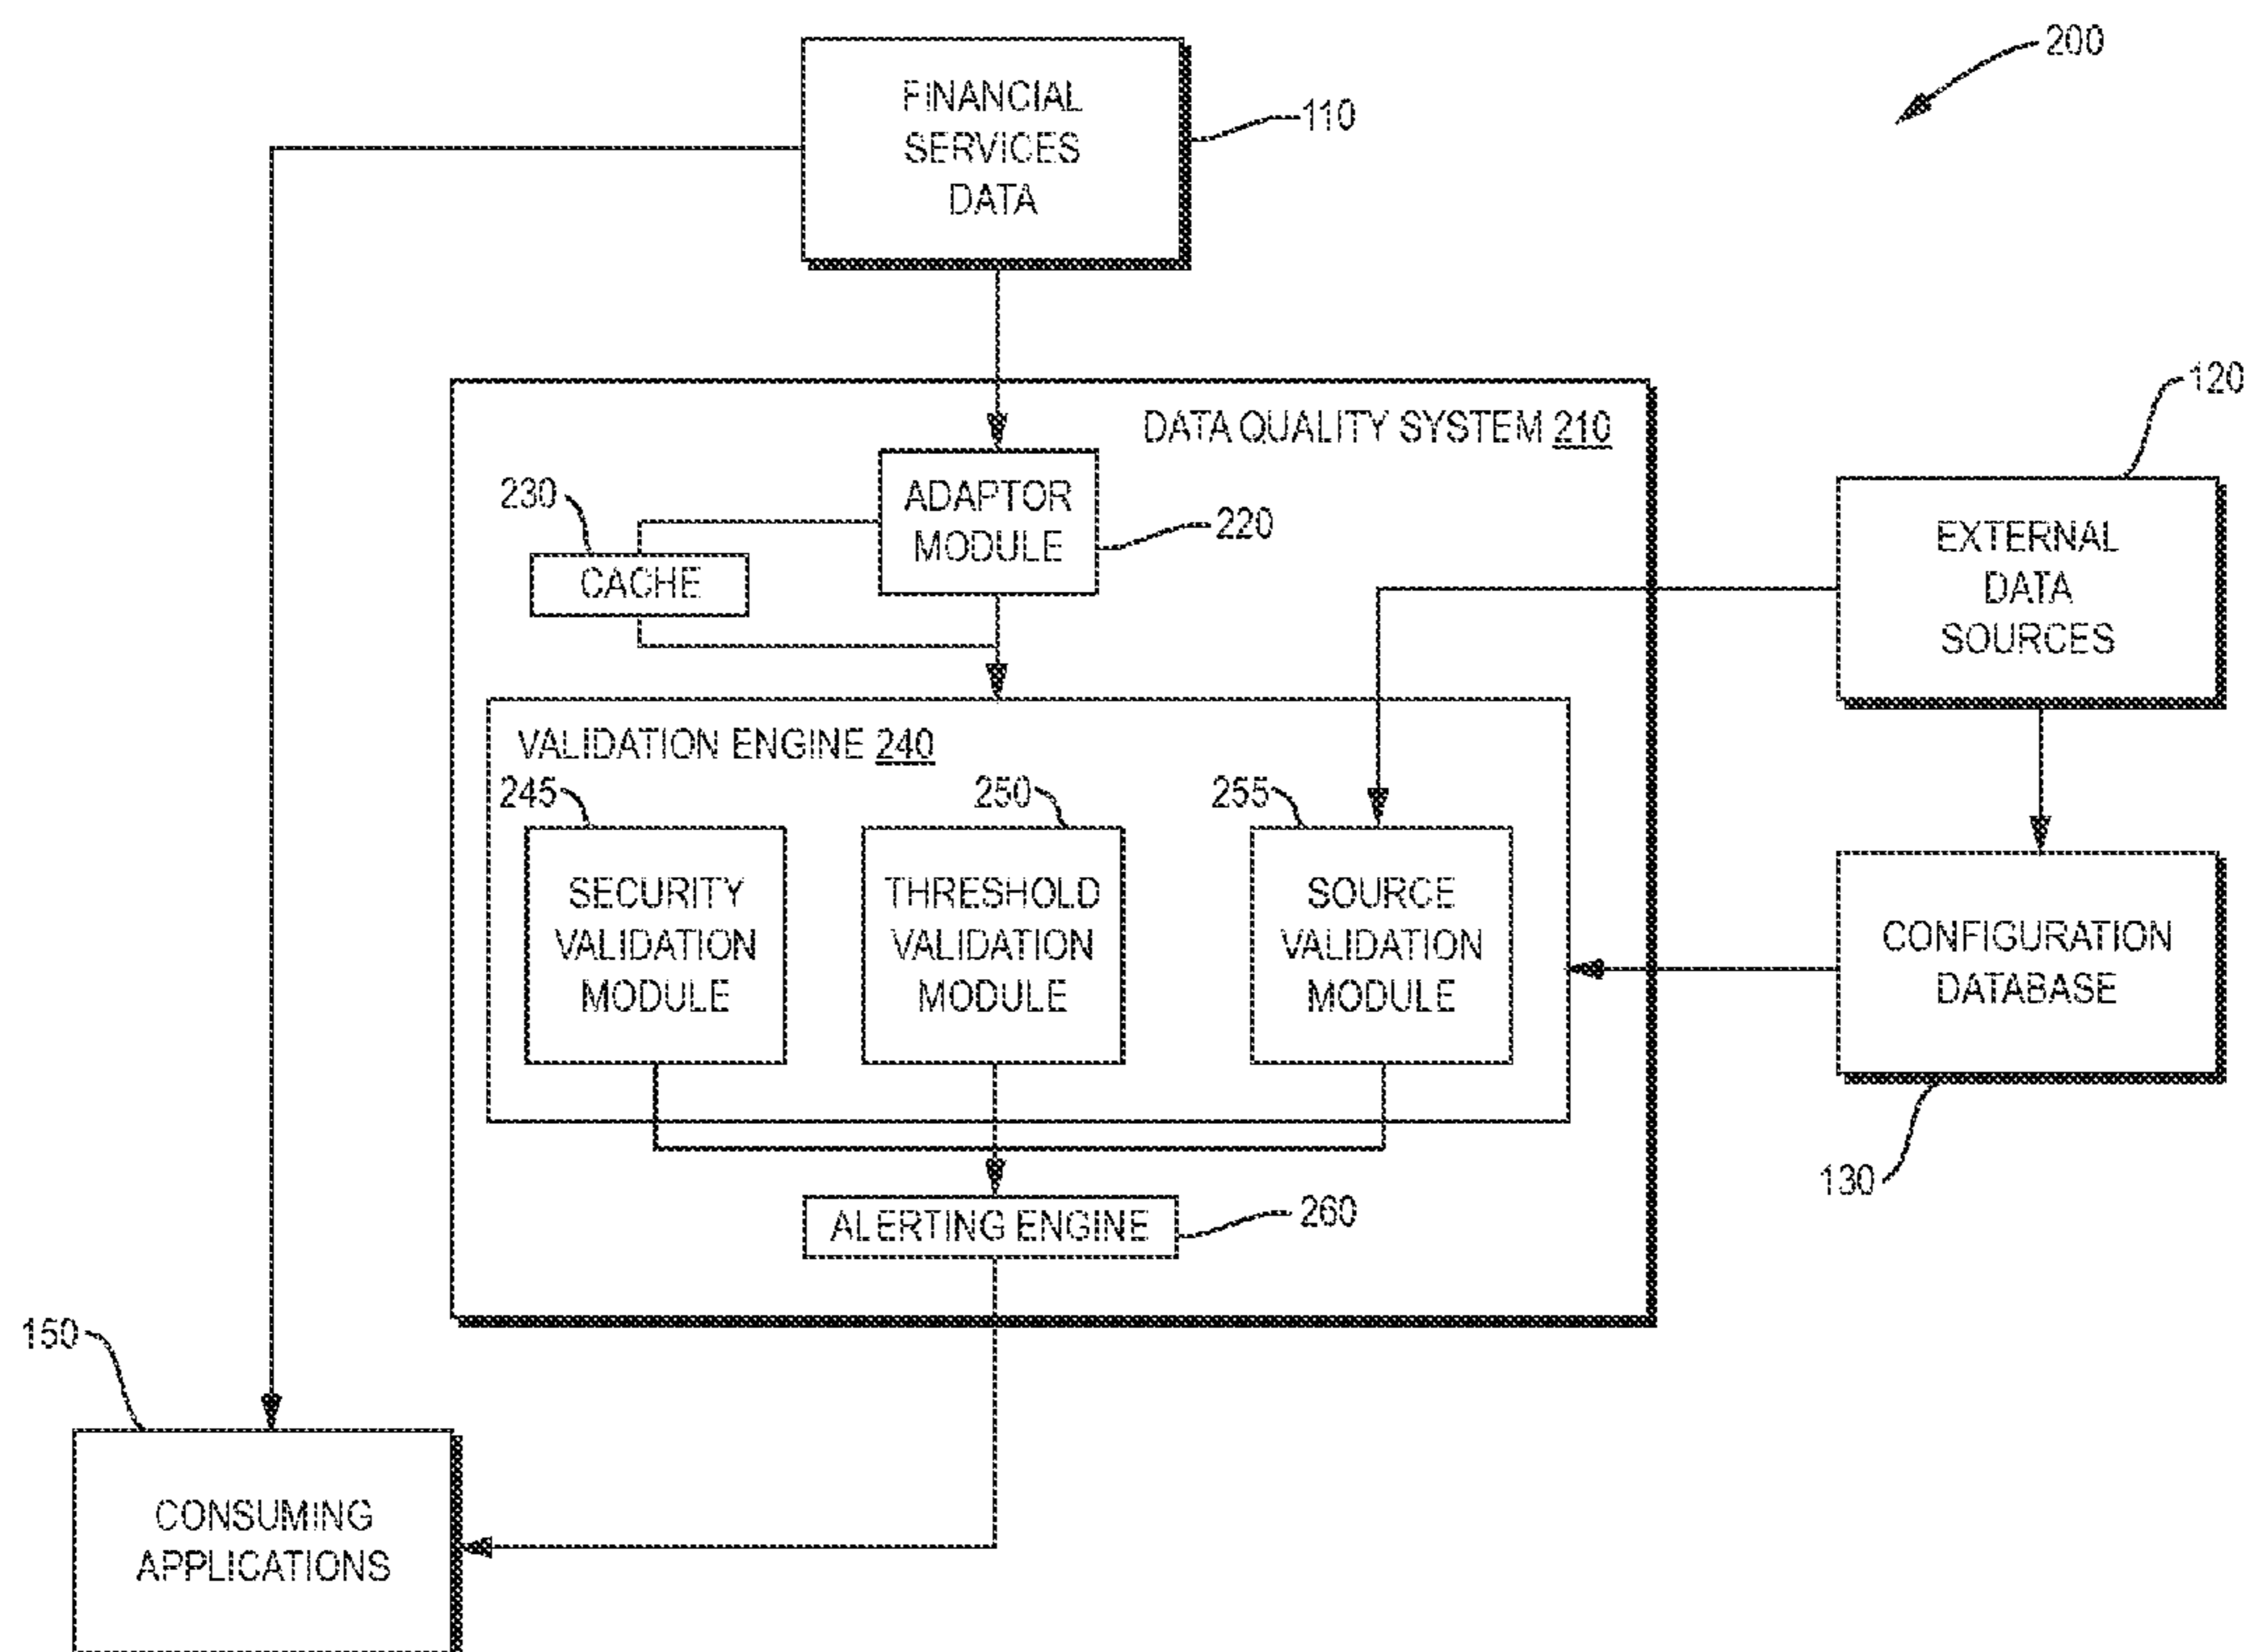 200
FINANCIAL
SERVICES
DATA
110
120
DATA QUALITY SYSTEM 210
230
ADAPTOR
MODULE
220
CACHE
EXTERNAL
DATA
SOURCES
VALIDATION ENGINE 240
245
250
255
SECURITY
VALIDATION
MODULE
THRESHOLD
VALIDATION
MODULE
SOURCE
VALIDATION
MODULE
CONFIGURATION
DATABASE
130
ALERTING ENGINE
260
150
CONSUMING
APPLICATIONS